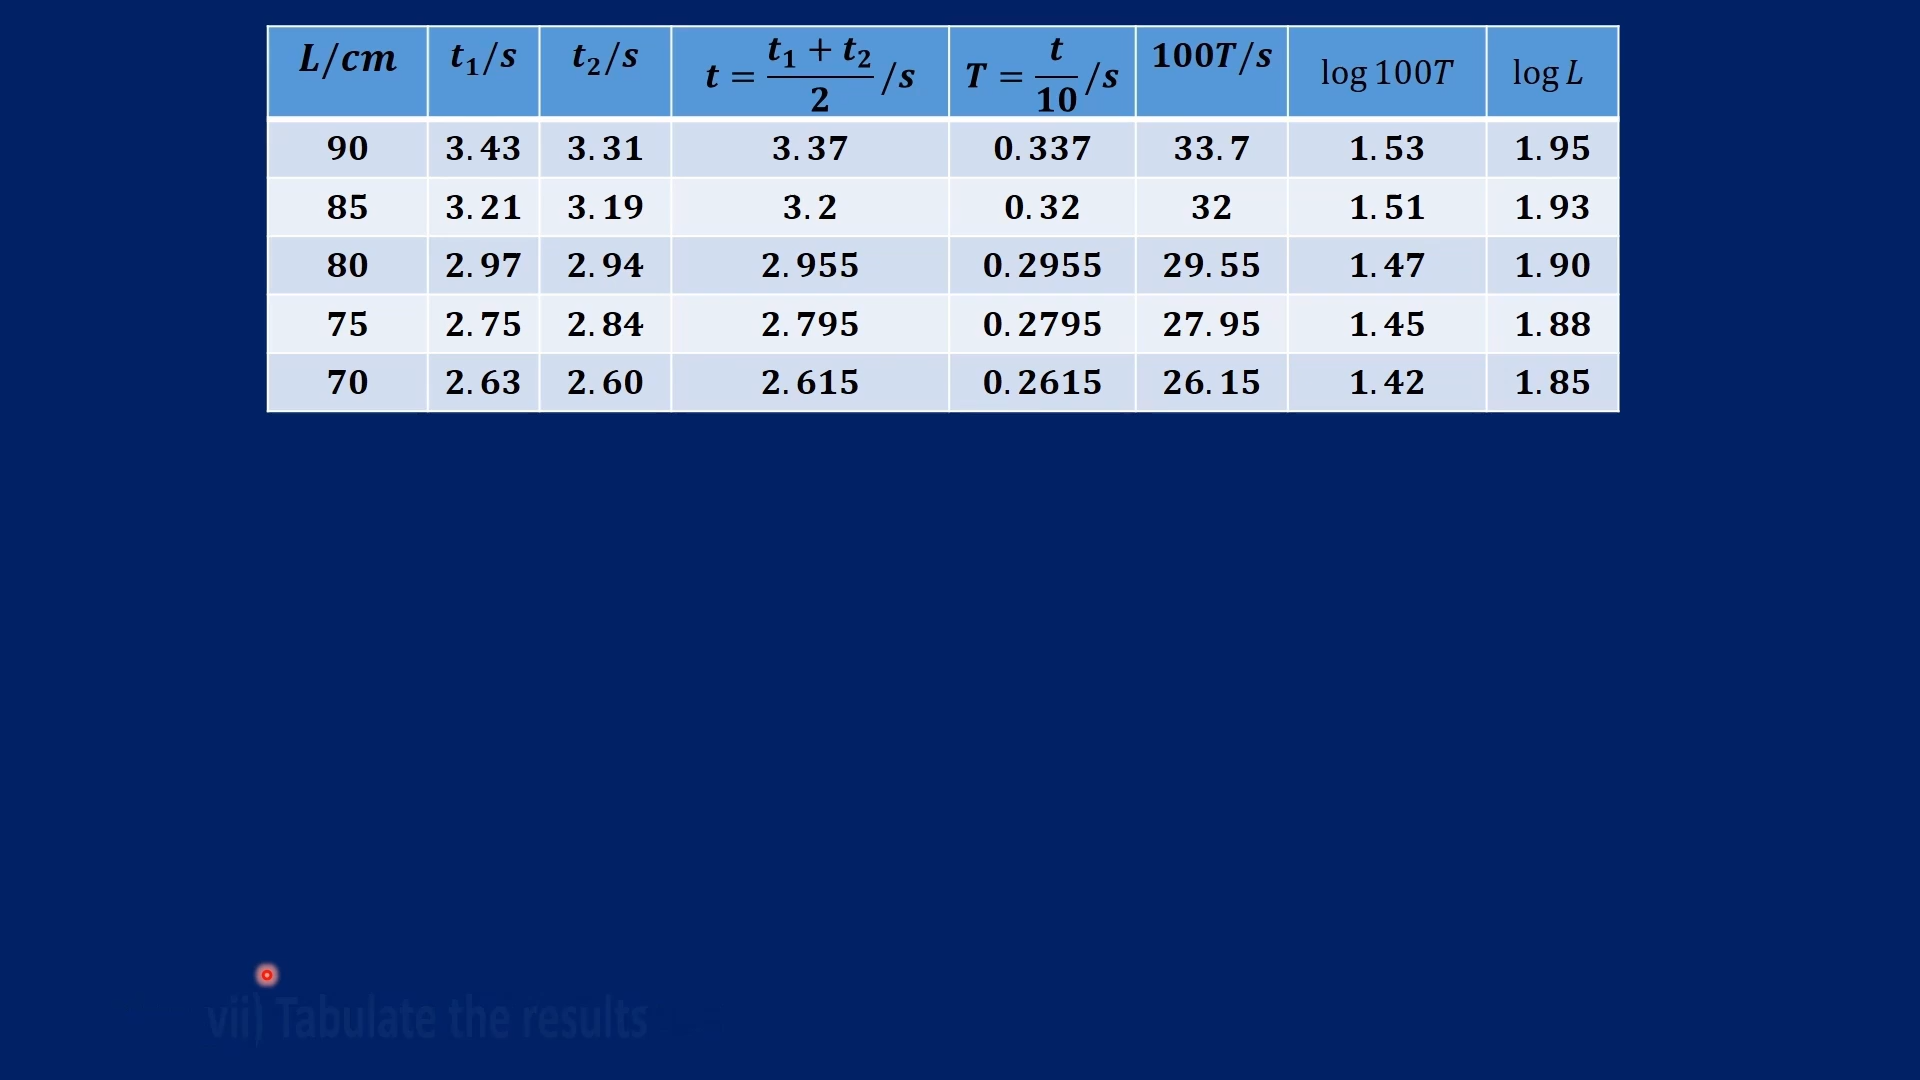 L/cm t₁/s t₂/s t = (t₁ + t₂)/2 /s T = t/10 /s 100T/s log 100T log L
90 3.43 3.31 3.37 0.337 33.7 1.53 1.95
85 3.21 3.19 3.2 0.32 32 1.51 1.93
80 2.97 2.94 2.955 0.2955 29.55 1.47 1.90
75 2.75 2.84 2.795 0.2795 27.95 1.45 1.88
70 2.63 2.60 2.615 0.2615 26.15 1.42 1.85
vii) Tabulate the results